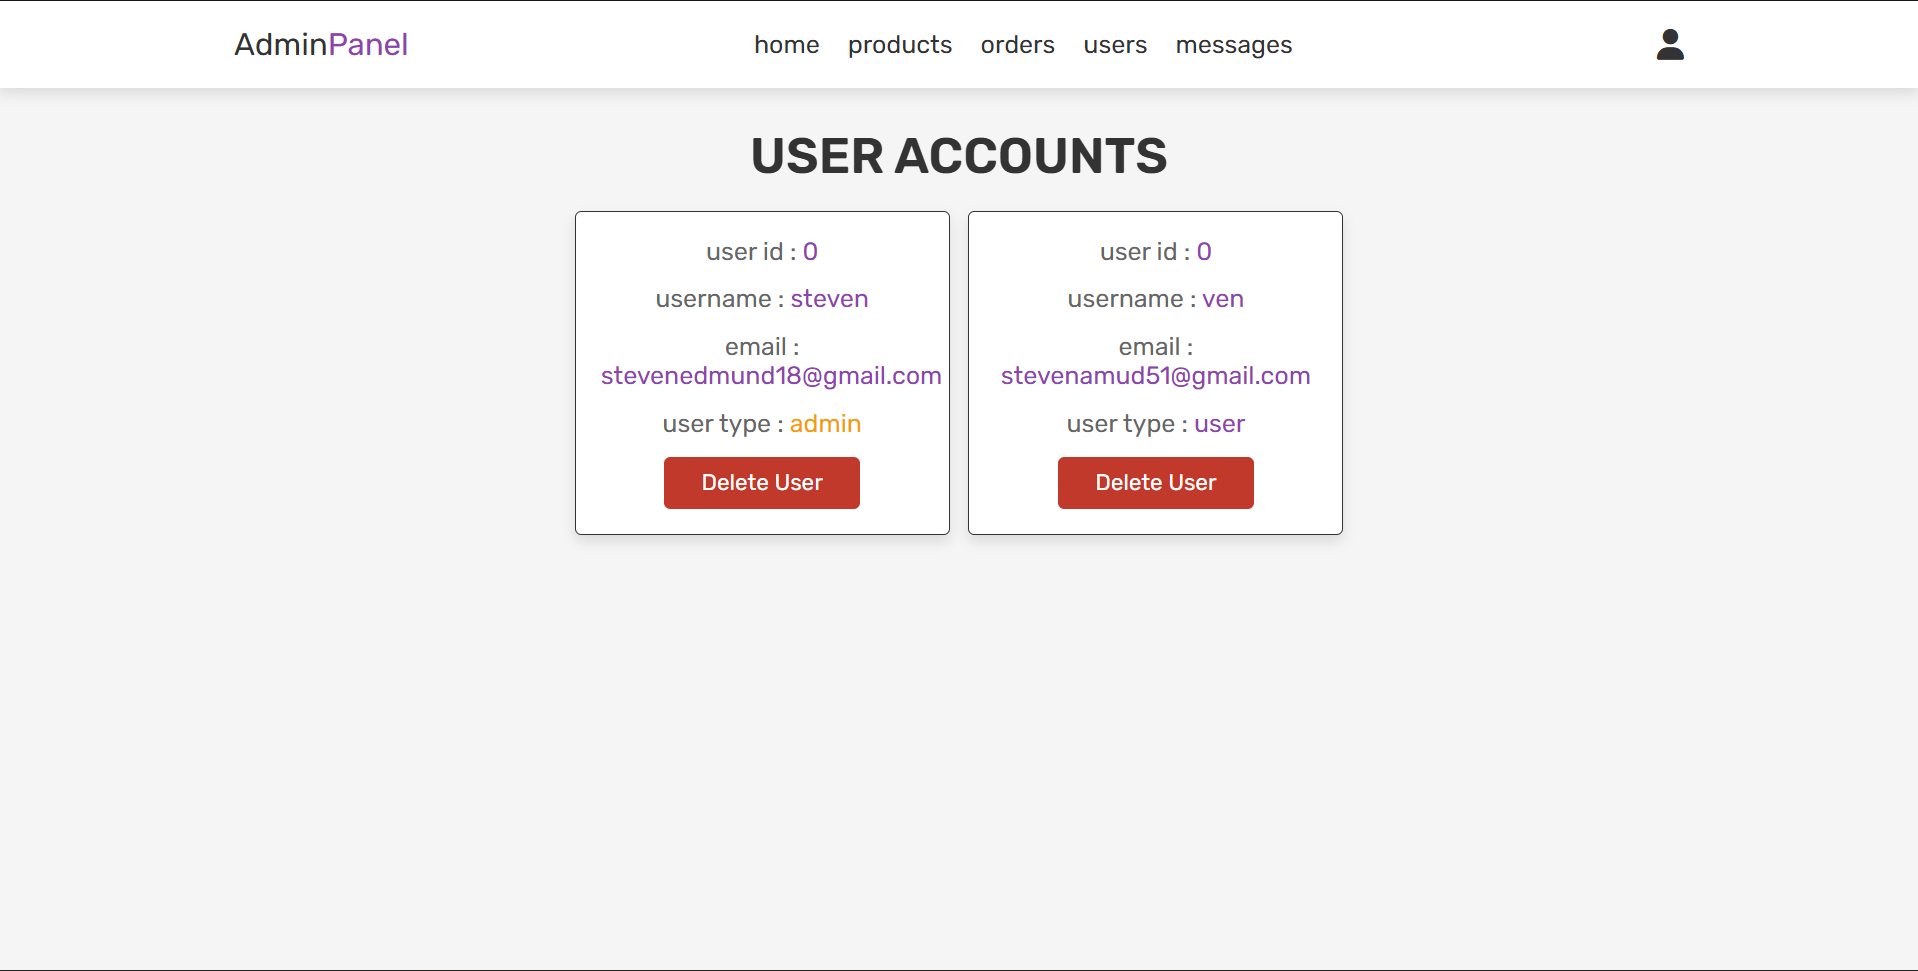 AdminPanel home products orders users messages
USER ACCOUNTS
user id : 0
username : steven
email :
stevenedmund18@gmail.com
user type : admin
Delete User
user id : 0
username : ven
email :
stevenamud51@gmail.com
user type : user
Delete User